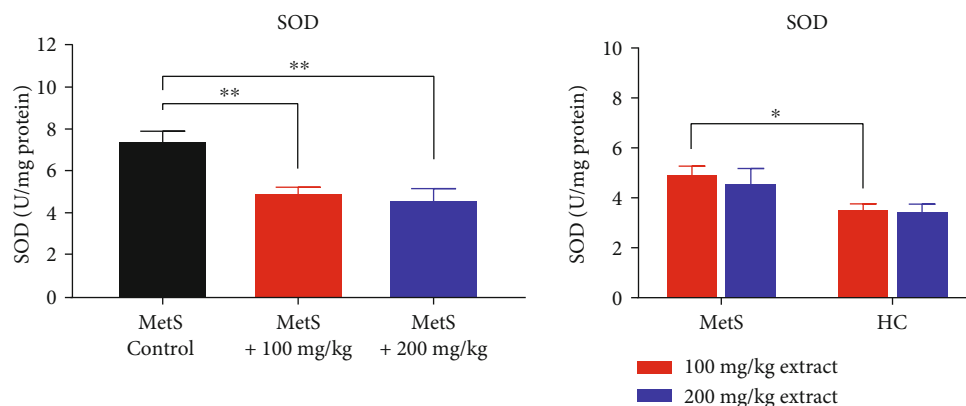 SOD
SOD (U/mg protein)
12
10
8
6
4
2
0
**
**
MetS
Control
MetS
+ 100 mg/kg
MetS
+ 200 mg/kg
SOD
SOD (U/mg protein)
10
8
6
4
2
0
*
MetS
HC
100 mg/kg extract
200 mg/kg extract